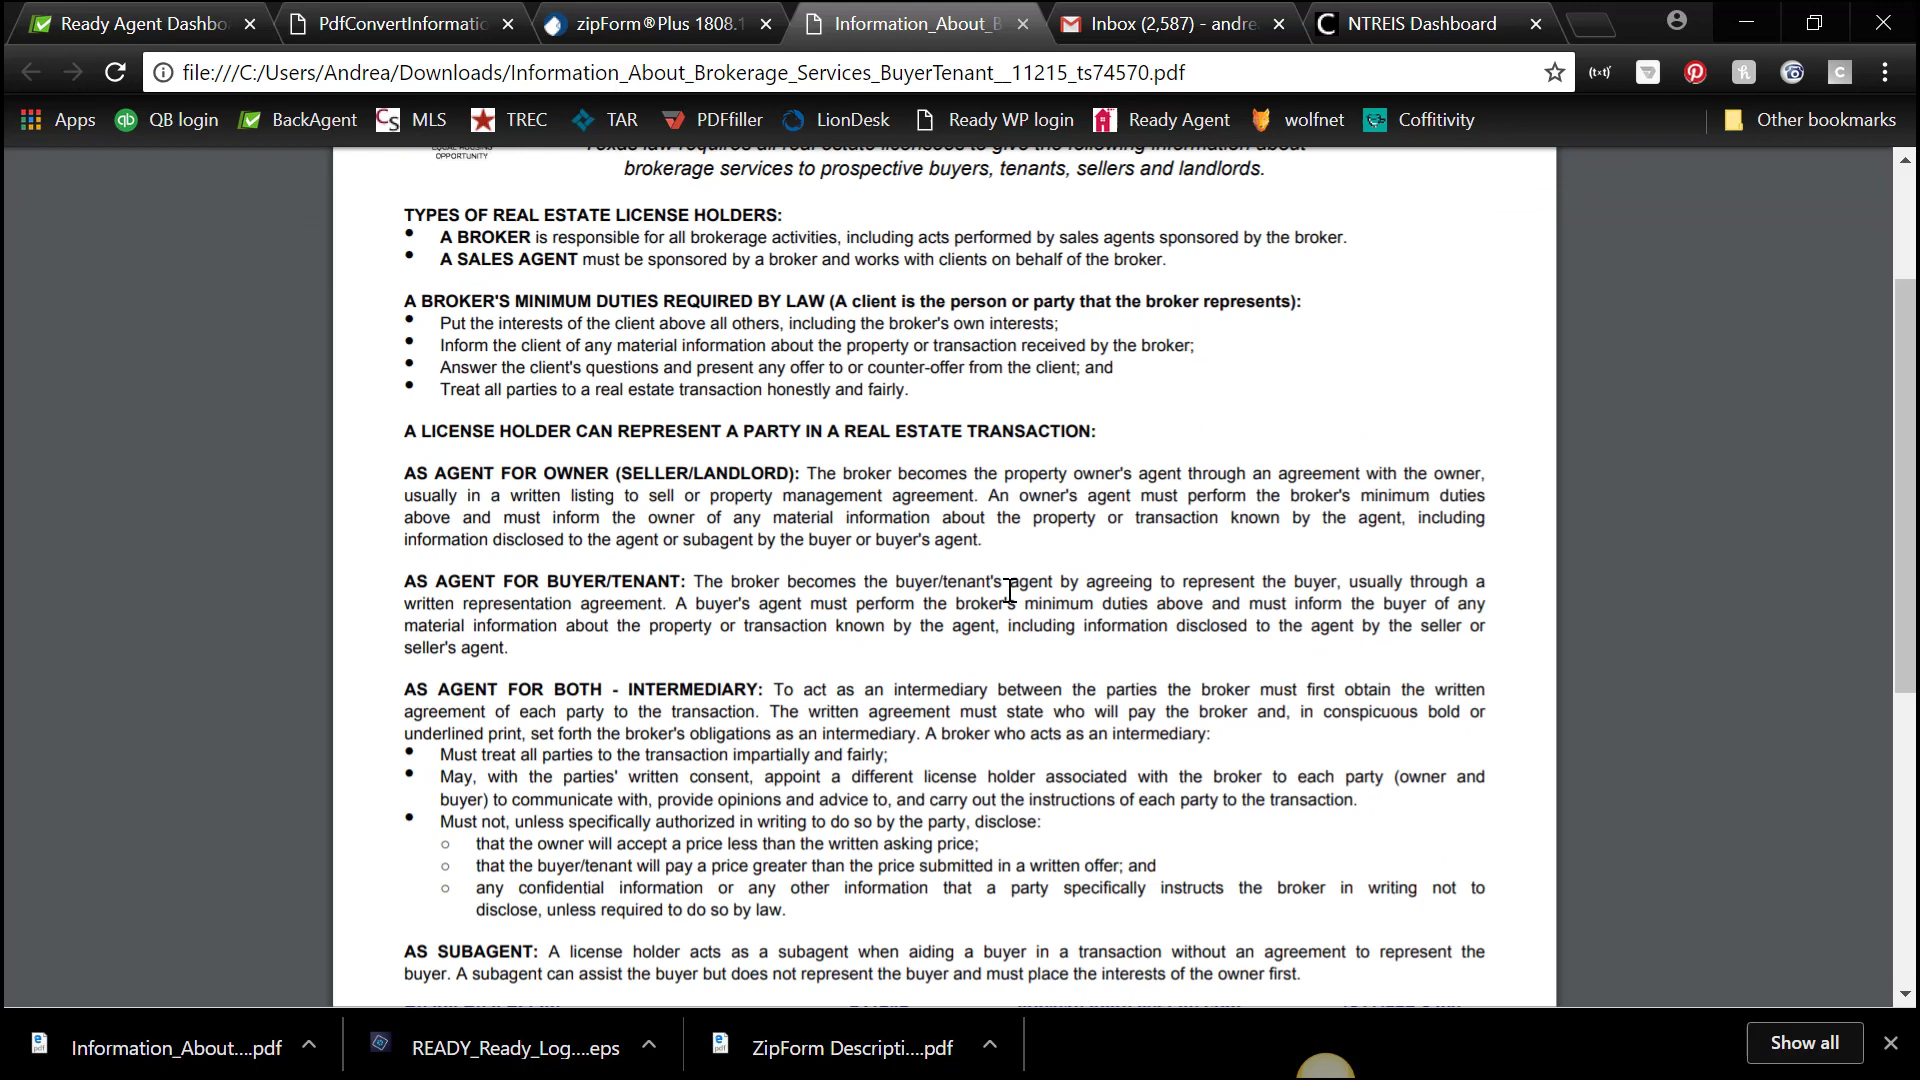 Ready Agent Dashbo
PdfConvertInformatic
zipForm®Plus 1808.1
Information_About_B
Inbox (2,587) - andre
NTREIS Dashboard
file:///C:/Users/Andrea/Downloads/Information_About_Brokerage_Services_BuyerTenant__11215_ts74570.pdf
Apps QB login BackAgent MLS TREC TAR PDFfiller LionDesk Ready WP login Ready Agent wolfnet Coffitivity Other bookmarks
EQUAL HOUSING
OPPORTUNITY
Texas law requires all real estate licensees to give the following information about
brokerage services to prospective buyers, tenants, sellers and landlords.
TYPES OF REAL ESTATE LICENSE HOLDERS:
• A BROKER is responsible for all brokerage activities, including acts performed by sales agents sponsored by the broker.
• A SALES AGENT must be sponsored by a broker and works with clients on behalf of the broker.
A BROKER'S MINIMUM DUTIES REQUIRED BY LAW (A client is the person or party that the broker represents):
• Put the interests of the client above all others, including the broker's own interests;
• Inform the client of any material information about the property or transaction received by the broker;
• Answer the client's questions and present any offer to or counter-offer from the client; and
• Treat all parties to a real estate transaction honestly and fairly.
A LICENSE HOLDER CAN REPRESENT A PARTY IN A REAL ESTATE TRANSACTION:
AS AGENT FOR OWNER (SELLER/LANDLORD): The broker becomes the property owner's agent through an agreement with the owner,
usually in a written listing to sell or property management agreement. An owner's agent must perform the broker's minimum duties
above and must inform the owner of any material information about the property or transaction known by the agent, including
information disclosed to the agent or subagent by the buyer or buyer's agent.
AS AGENT FOR BUYER/TENANT: The broker becomes the buyer/tenant's agent by agreeing to represent the buyer, usually through a
written representation agreement. A buyer's agent must perform the broker's minimum duties above and must inform the buyer of any
material information about the property or transaction known by the agent, including information disclosed to the agent by the seller or
seller's agent.
AS AGENT FOR BOTH - INTERMEDIARY: To act as an intermediary between the parties the broker must first obtain the written
agreement of each party to the transaction. The written agreement must state who will pay the broker and, in conspicuous bold or
underlined print, set forth the broker's obligations as an intermediary. A broker who acts as an intermediary:
• Must treat all parties to the transaction impartially and fairly;
• May, with the parties' written consent, appoint a different license holder associated with the broker to each party (owner and
buyer) to communicate with, provide opinions and advice to, and carry out the instructions of each party to the transaction.
• Must not, unless specifically authorized in writing to do so by the party, disclose:
○ that the owner will accept a price less than the written asking price;
○ that the buyer/tenant will pay a price greater than the price submitted in a written offer; and
○ any confidential information or any other information that a party specifically instructs the broker in writing not to
disclose, unless required to do so by law.
AS SUBAGENT: A license holder acts as a subagent when aiding a buyer in a transaction without an agreement to represent the
buyer. A subagent can assist the buyer but does not represent the buyer and must place the interests of the owner first.
Information_About....pdf
READY_Ready_Log....eps
ZipForm Descripti....pdf
Show all